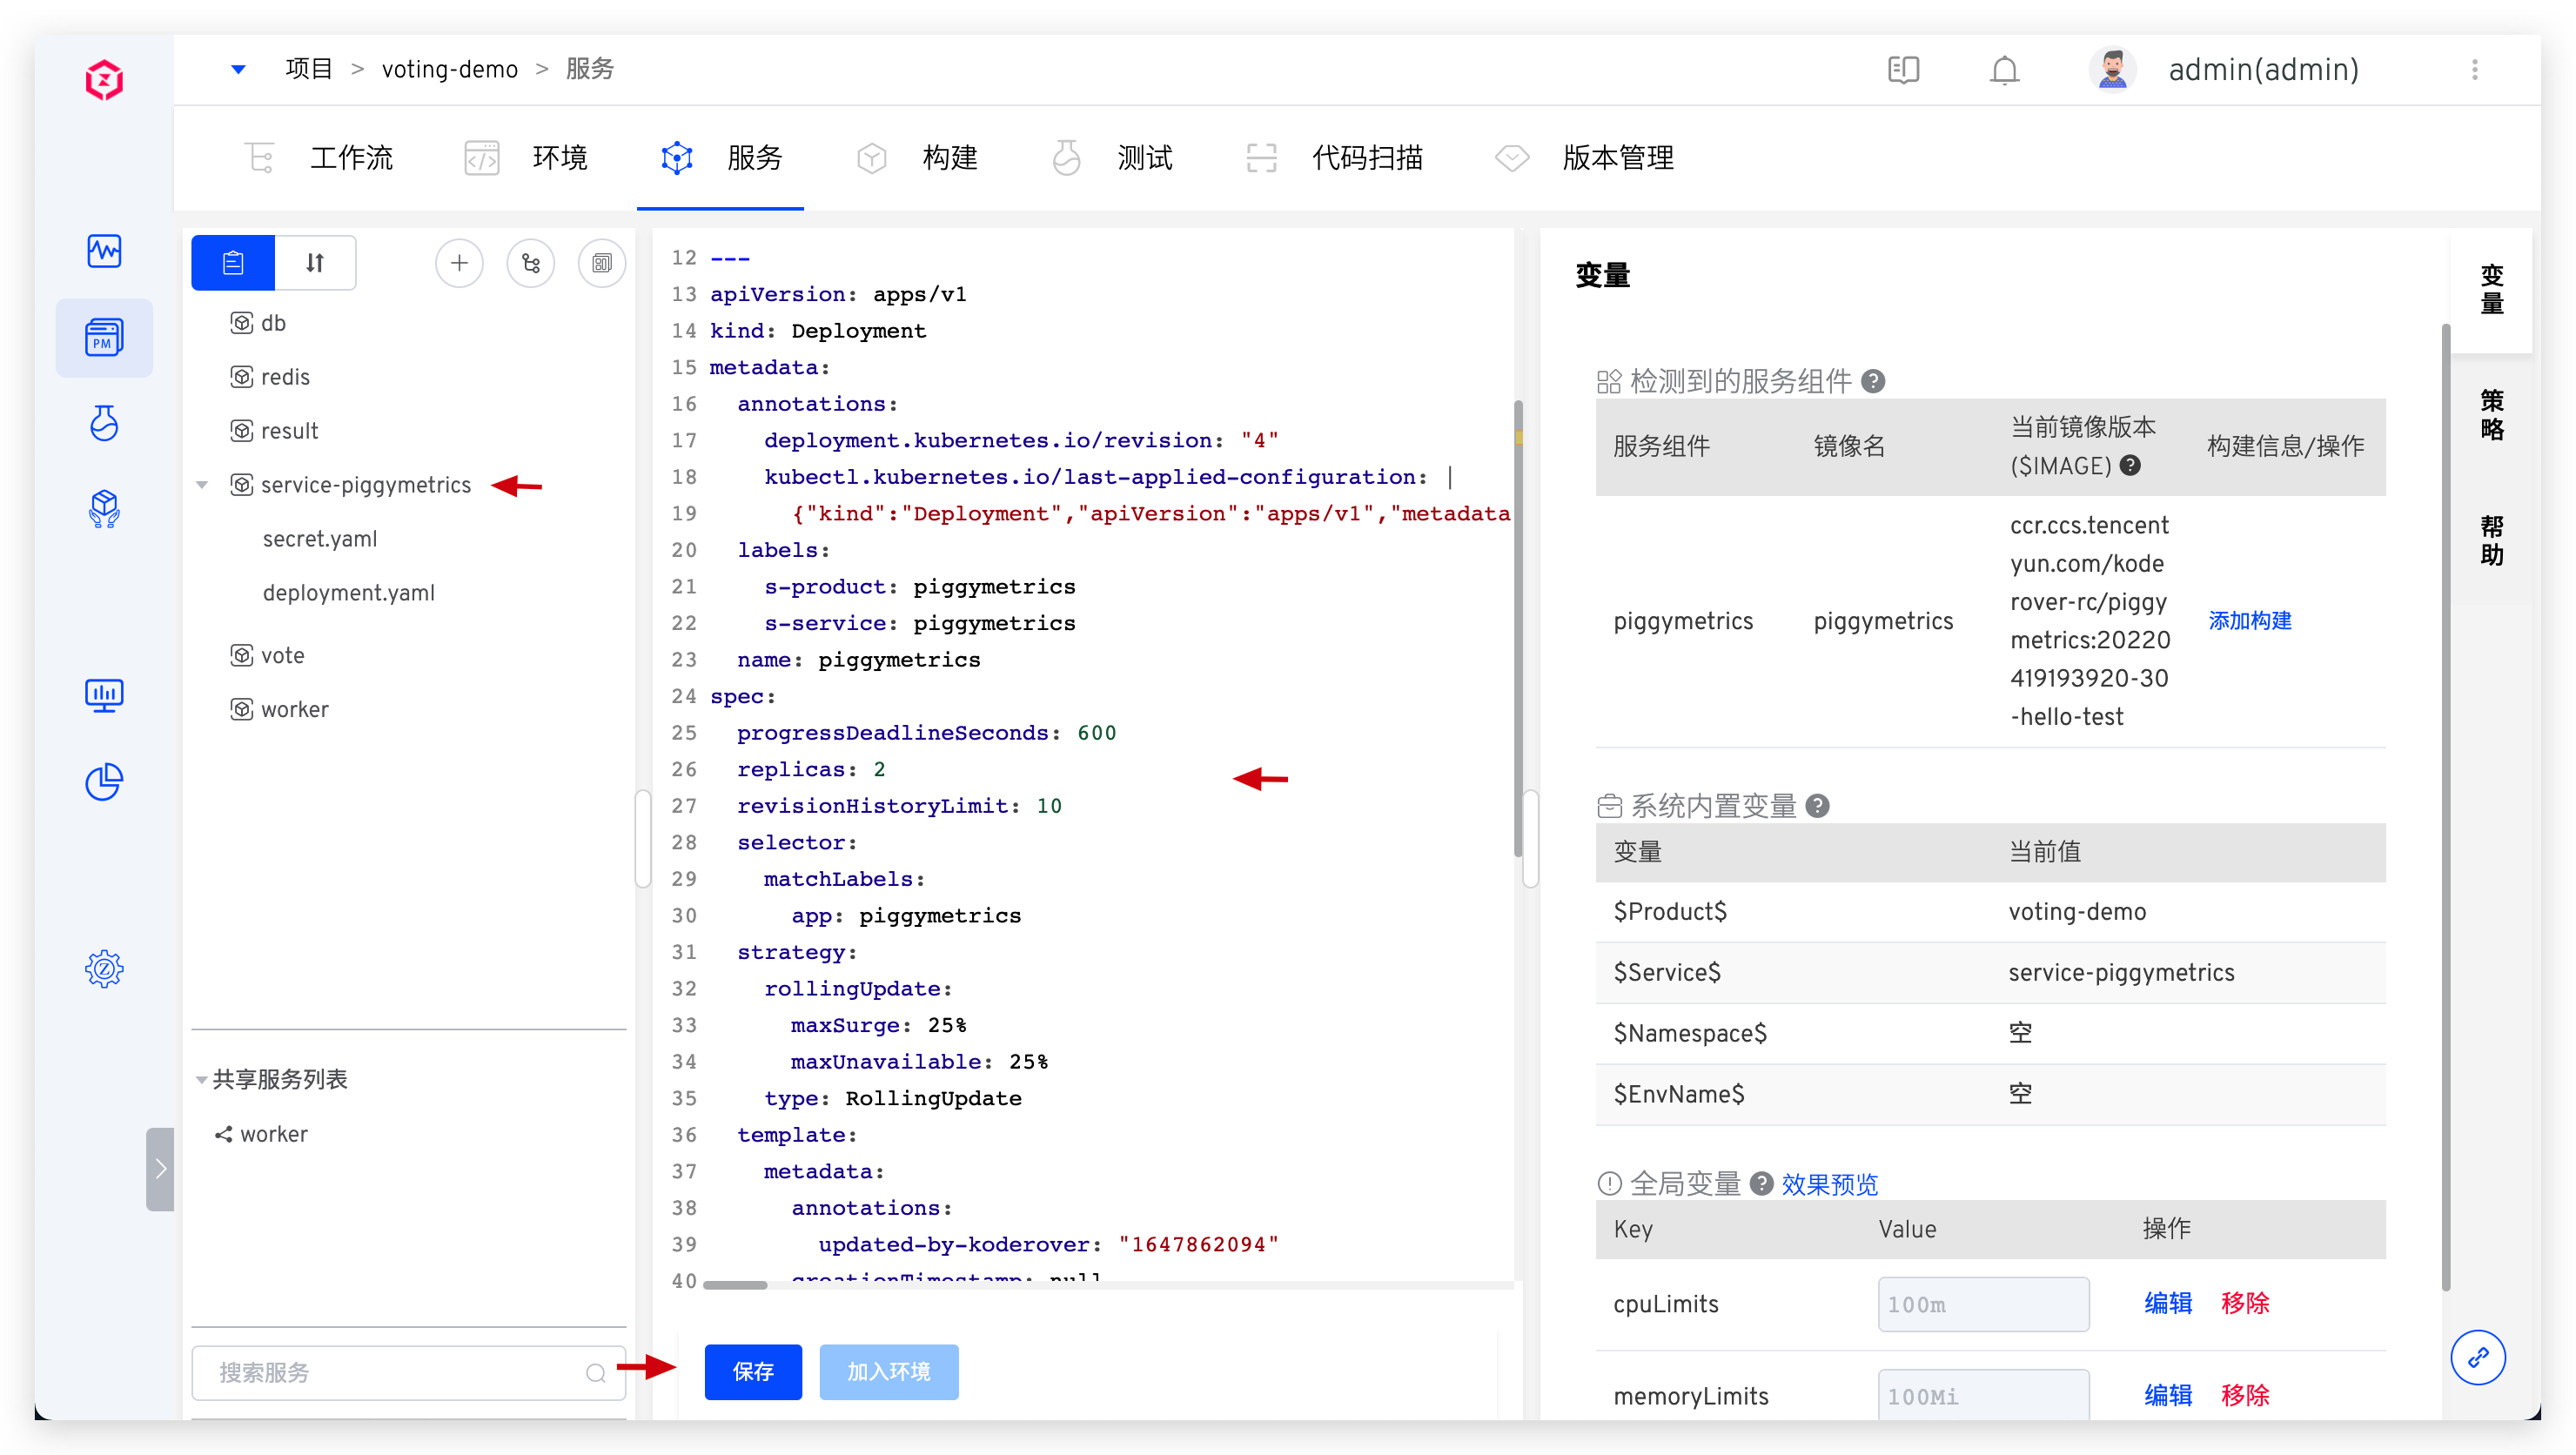 项目 > voting-demo > 服务
admin(admin)
工作流 环境 服务 构建 测试 代码扫描 版本管理
PM
db
redis
result
service-piggymetrics
secret.yaml
deployment.yaml
vote
worker
共享服务列表
worker
搜索服务
12 ---
13 apiVersion: apps/v1
14 kind: Deployment
15 metadata:
16 annotations:
17 deployment.kubernetes.io/revision: "4"
18 kubectl.kubernetes.io/last-applied-configuration: |
19 {"kind":"Deployment","apiVersion":"apps/v1","metadata
20 labels:
21 s-product: piggymetrics
22 s-service: piggymetrics
23 name: piggymetrics
24 spec:
25 progressDeadlineSeconds: 600
26 replicas: 2
27 revisionHistoryLimit: 10
28 selector:
29 matchLabels:
30 app: piggymetrics
31 strategy:
32 rollingUpdate:
33 maxSurge: 25%
34 maxUnavailable: 25%
35 type: RollingUpdate
36 template:
37 metadata:
38 annotations:
39 updated-by-koderover: "1647862094"
40 creationTimestamp: null
保存 加入环境
变量
检测到的服务组件
服务组件 镜像名 当前镜像版本 构建信息/操作
($IMAGE)
ccr.ccs.tencent
yun.com/kode
rover-rc/piggy
piggymetrics piggymetrics metrics:20220 添加构建
419193920-30
-hello-test
系统内置变量
变量 当前值
$Product$ voting-demo
$Service$ service-piggymetrics
$Namespace$ 空
$EnvName$ 空
全局变量 效果预览
Key Value 操作
cpuLimits 100m 编辑 移除
memoryLimits 100Mi 编辑 移除
变量
策略
帮助